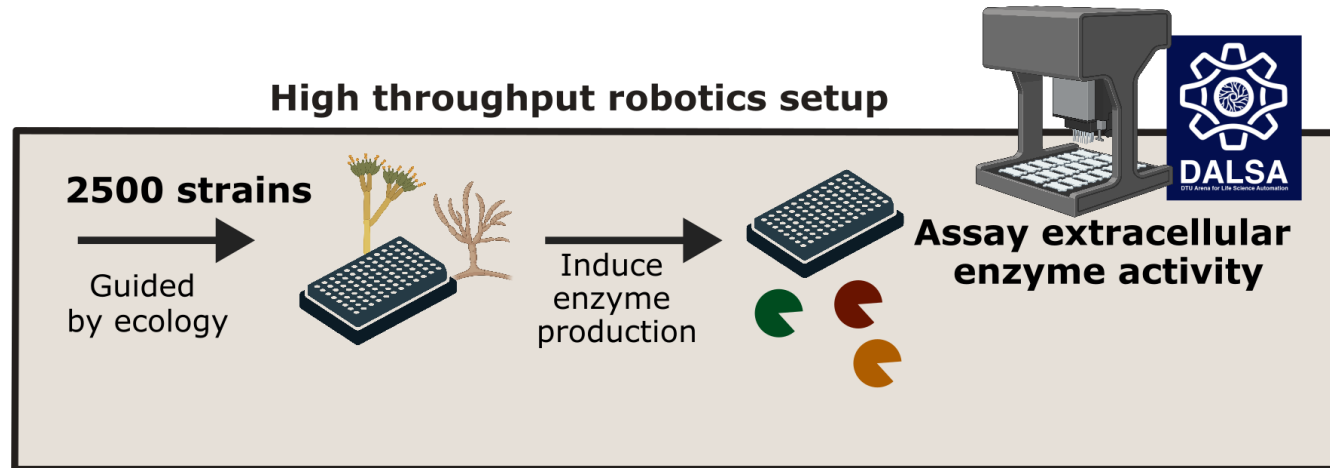 High throughput robotics setup
2500 strains
Guided
by ecology
Induce
enzyme
production
DALSA
DTU Arena for Life Science Automation
Assay extracellular
enzyme activity